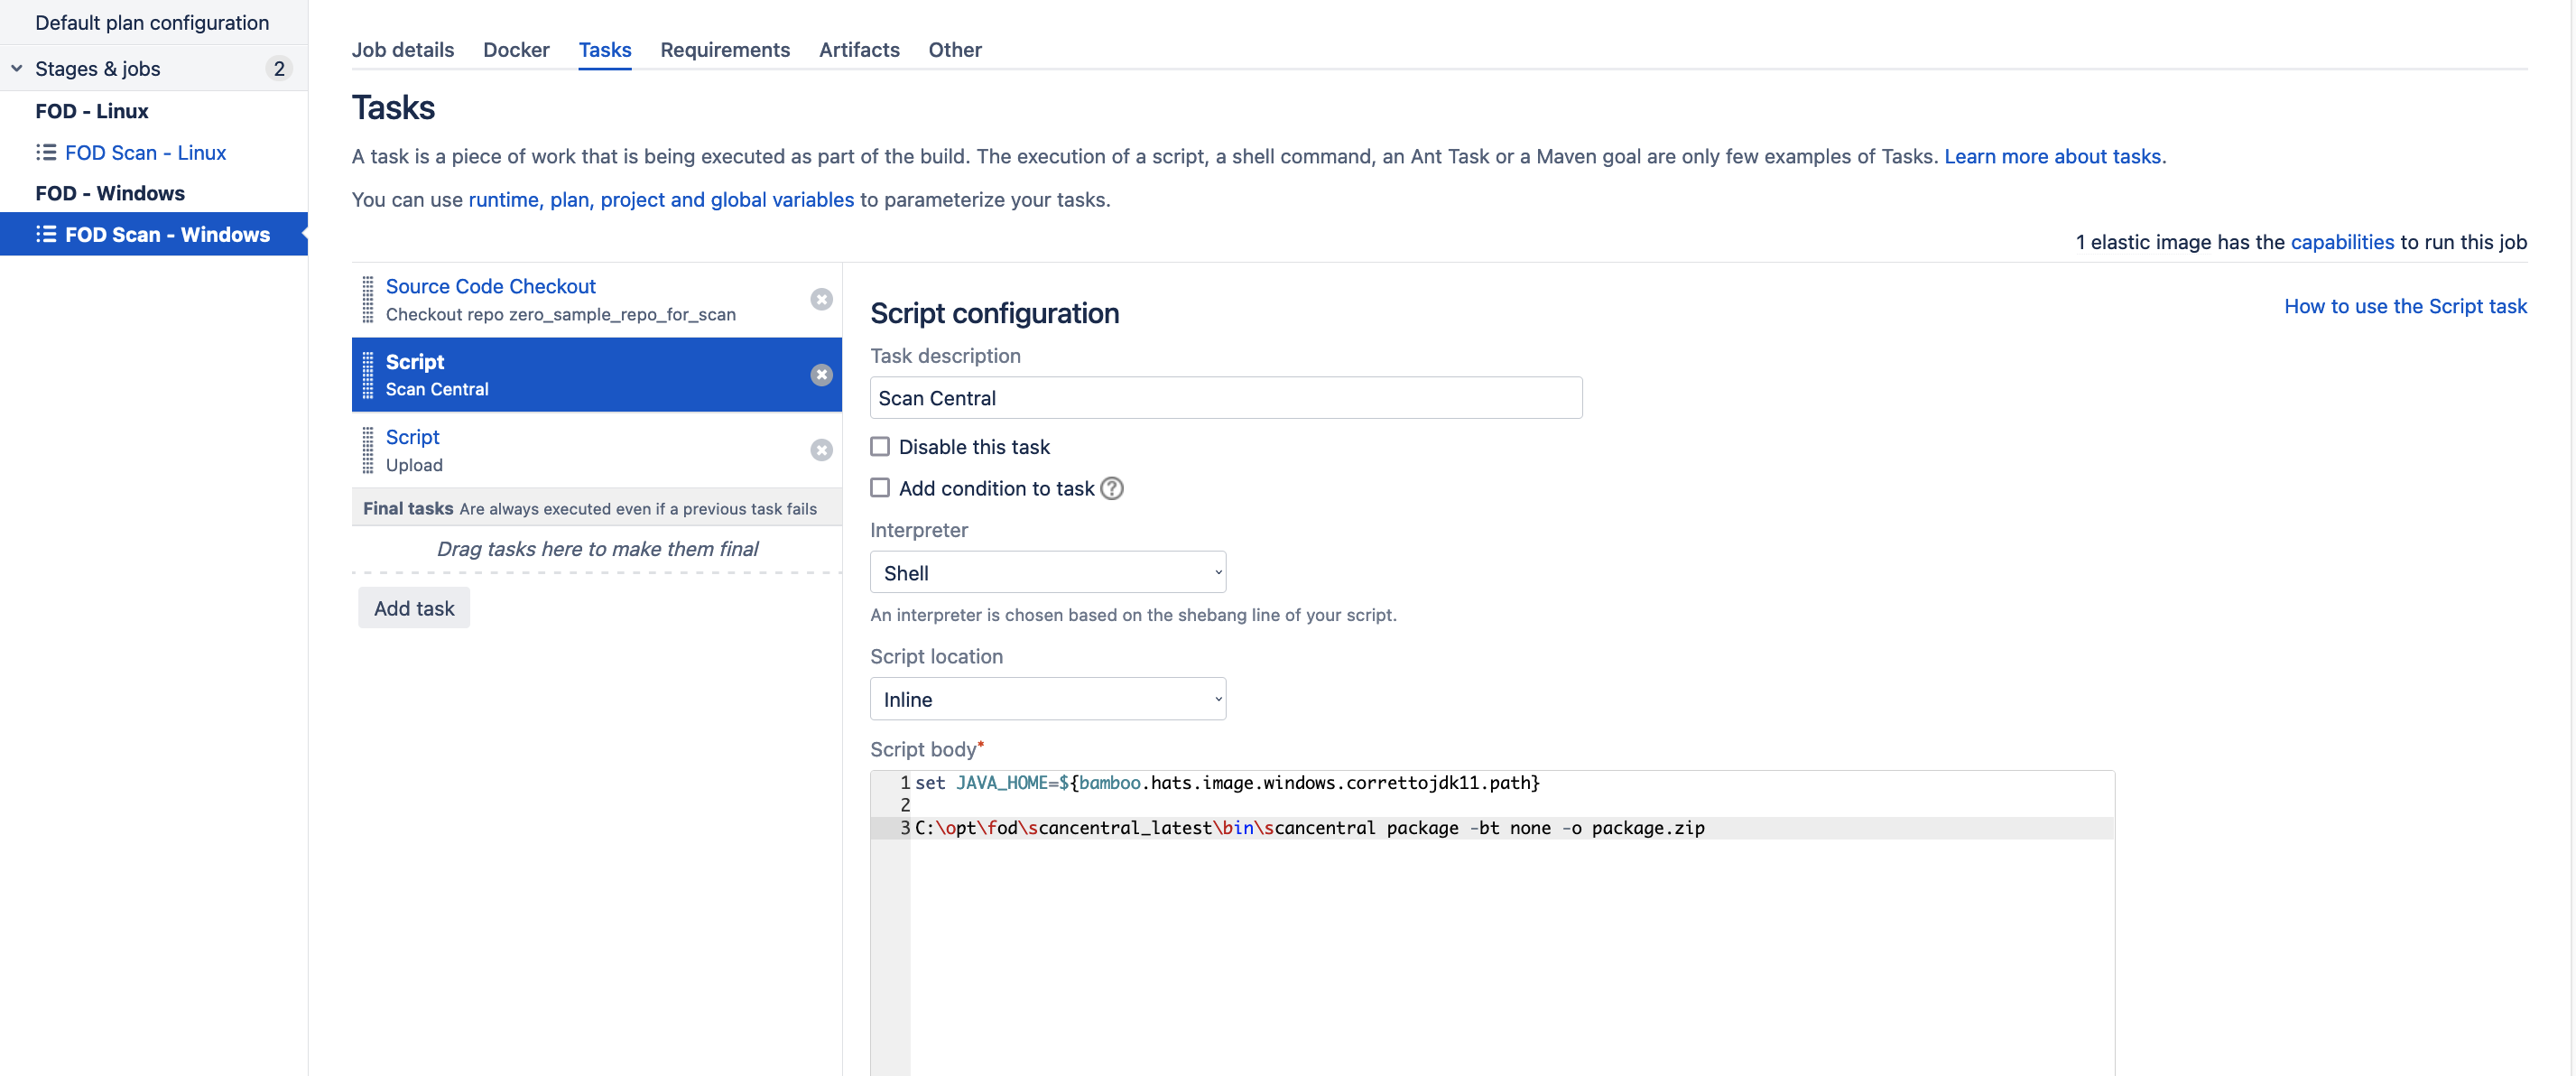 Default plan configuration
Stages & jobs 2
FOD - Linux
FOD Scan - Linux
FOD - Windows
FOD Scan - Windows
Job details Docker Tasks Requirements Artifacts Other
Tasks
A task is a piece of work that is being executed as part of the build. The execution of a script, a shell command, an Ant Task or a Maven goal are only few examples of Tasks. Learn more about tasks.
You can use runtime, plan, project and global variables to parameterize your tasks.
1 elastic image has the capabilities to run this job
Source Code Checkout
Checkout repo zero_sample_repo_for_scan
Script
Scan Central
Script
Upload
Final tasks Are always executed even if a previous task fails
Drag tasks here to make them final
Add task
Script configuration
How to use the Script task
Task description
Scan Central
Disable this task
Add condition to task ?
Interpreter
Shell
An interpreter is chosen based on the shebang line of your script.
Script location
Inline
Script body*
1 set JAVA_HOME=${bamboo.hats.image.windows.correttojdk11.path}
2
3 C:\opt\fod\scancentral_latest\bin\scancentral package -bt none -o package.zip